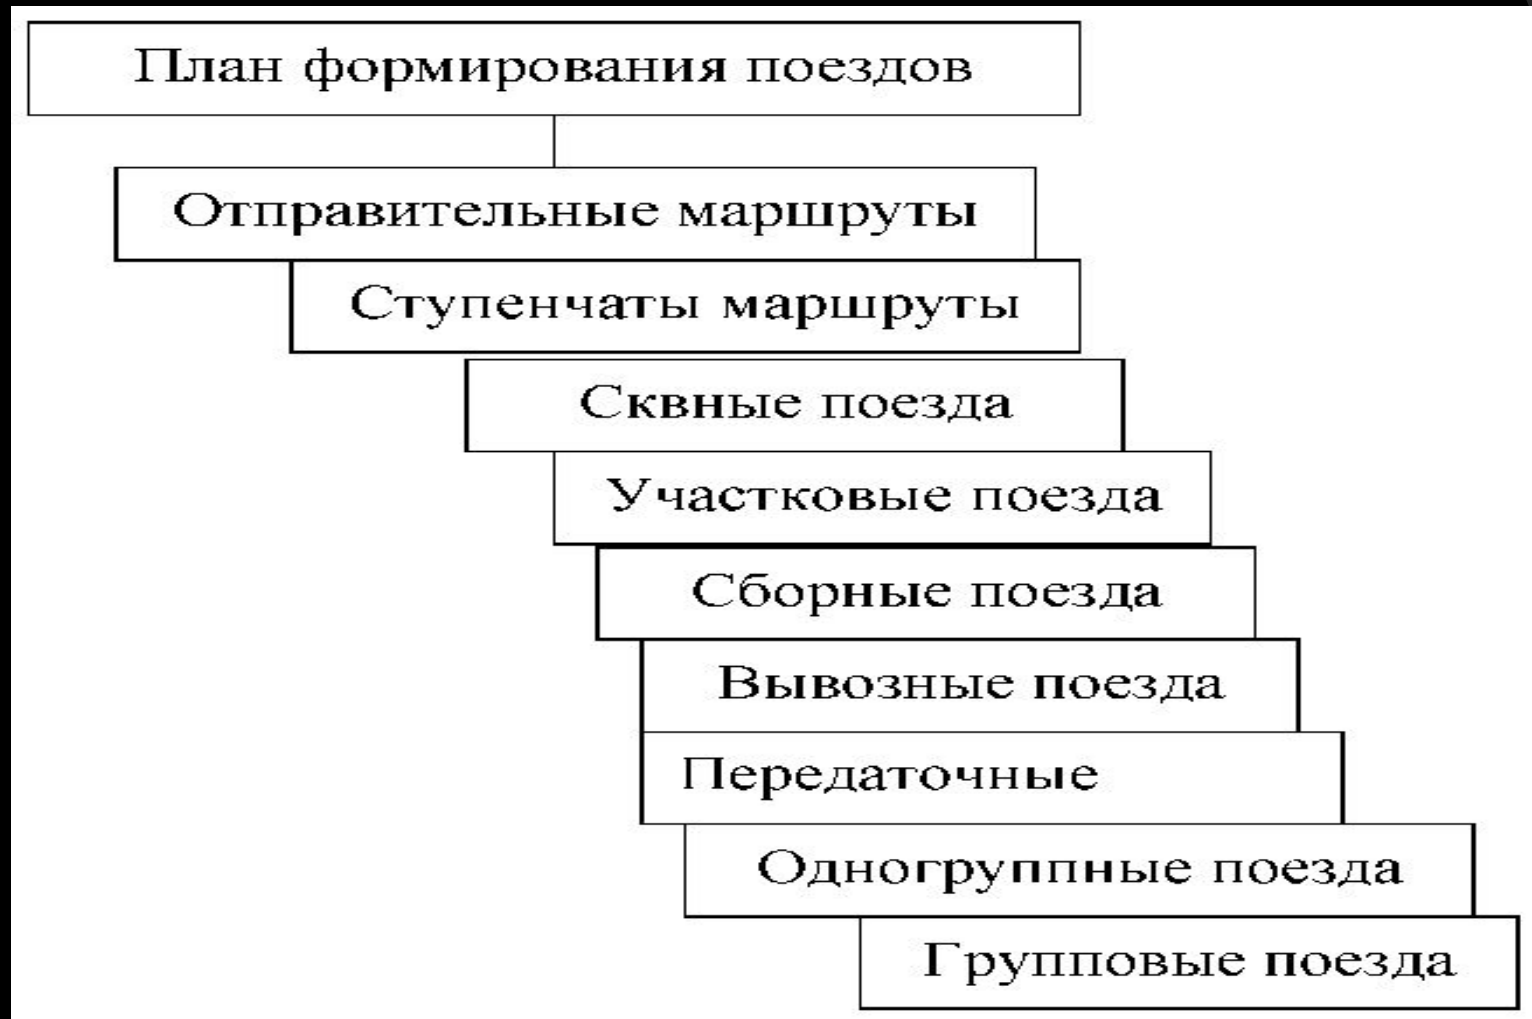 План формирования поездов
Отправительные маршруты
Ступенчаты маршруты
Сквные поезда
Участковые поезда
Сборные поезда
Вывозные поезда
Передаточные
Одногруппные поезда
Групповые поезда